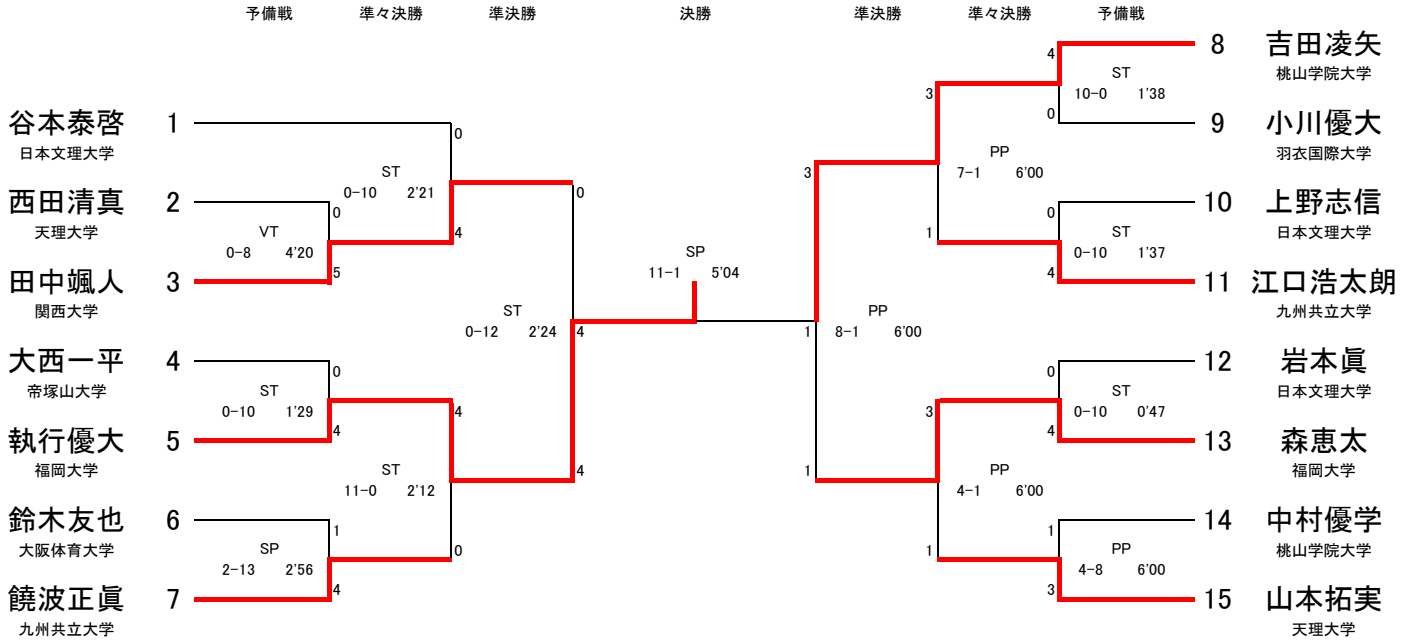 予備戦 準々決勝 準決勝 決勝 準決勝 準々決勝 予備戦
谷本泰啓 1
日本文理大学
西田清真 2
天理大学
田中颯人 3
関西大学
大西一平 4
帝塚山大学
執行優大 5
福岡大学
鈴木友也 6
大阪体育大学
饒波正眞 7
九州共立大学
0
VT
0-8 4'20
5
0
ST
0-10 1'29
4
1
SP
2-13 2'56
4
0
ST
0-10 2'21
4
4
ST
11-0 2'12
0
0
ST
0-12 2'24
4
4
SP
11-1 5'04
1
3
PP
8-1 6'00
1
3
PP
7-1 6'00
1
3
PP
4-1 6'00
1
4
ST
10-0 1'38
0
0
ST
0-10 1'37
4
0
ST
0-10 0'47
4
1
PP
4-8 6'00
3
8 吉田凌矢
桃山学院大学
9 小川優大
羽衣国際大学
10 上野志信
日本文理大学
11 江口浩太朗
九州共立大学
12 岩本眞
日本文理大学
13 森恵太
福岡大学
14 中村優学
桃山学院大学
15 山本拓実
天理大学